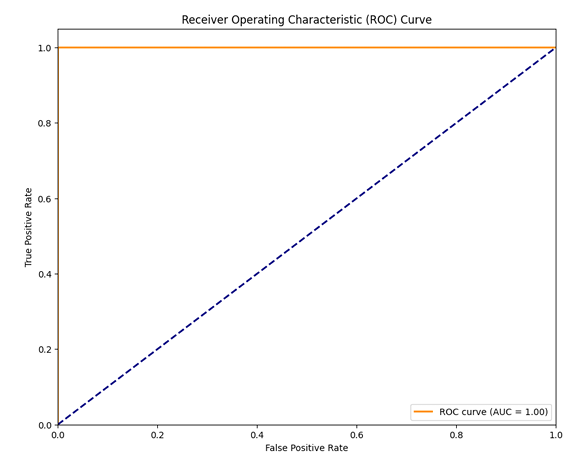 Receiver Operating Characteristic (ROC) Curve
1.0
0.8
0.6
0.4
0.2
0.0
True Positive Rate
ROC curve (AUC = 1.00)
0.0 0.2 0.4 0.6 0.8 1.0
False Positive Rate